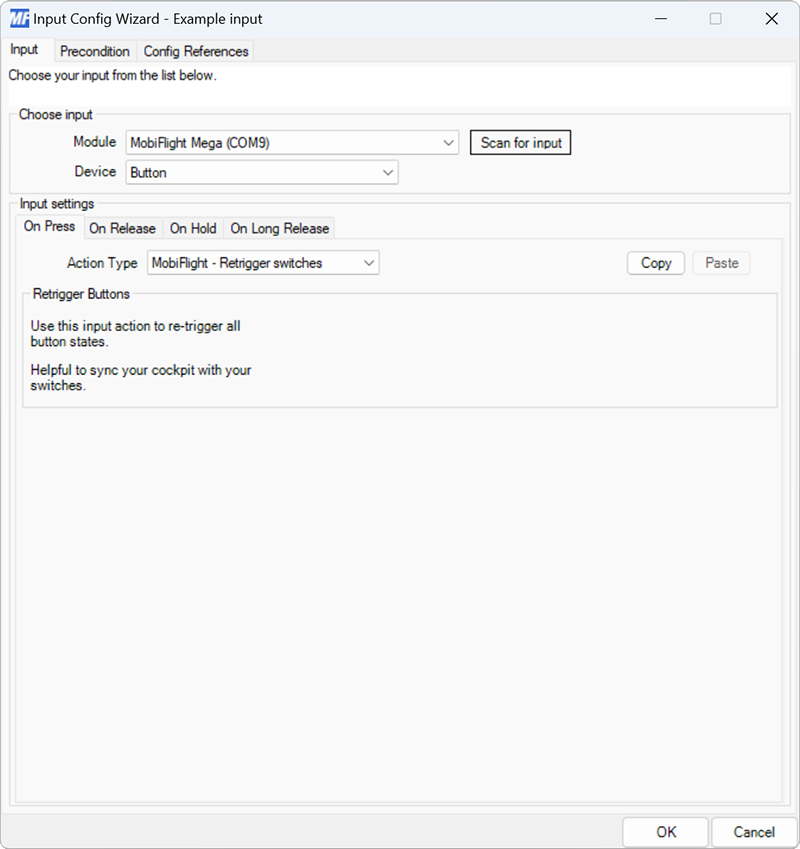 MF Input Config Wizard - Example input
Input Precondition Config References
Choose your input from the list below.
Choose input
Module MobiFlight Mega (COM9) Scan for input
Device Button
Input settings
On Press On Release On Hold On Long Release
Action Type MobiFlight - Retrigger switches Copy Paste
Retrigger Buttons
Use this input action to re-trigger all
button states.
Helpful to sync your cockpit with your
switches.
OK Cancel